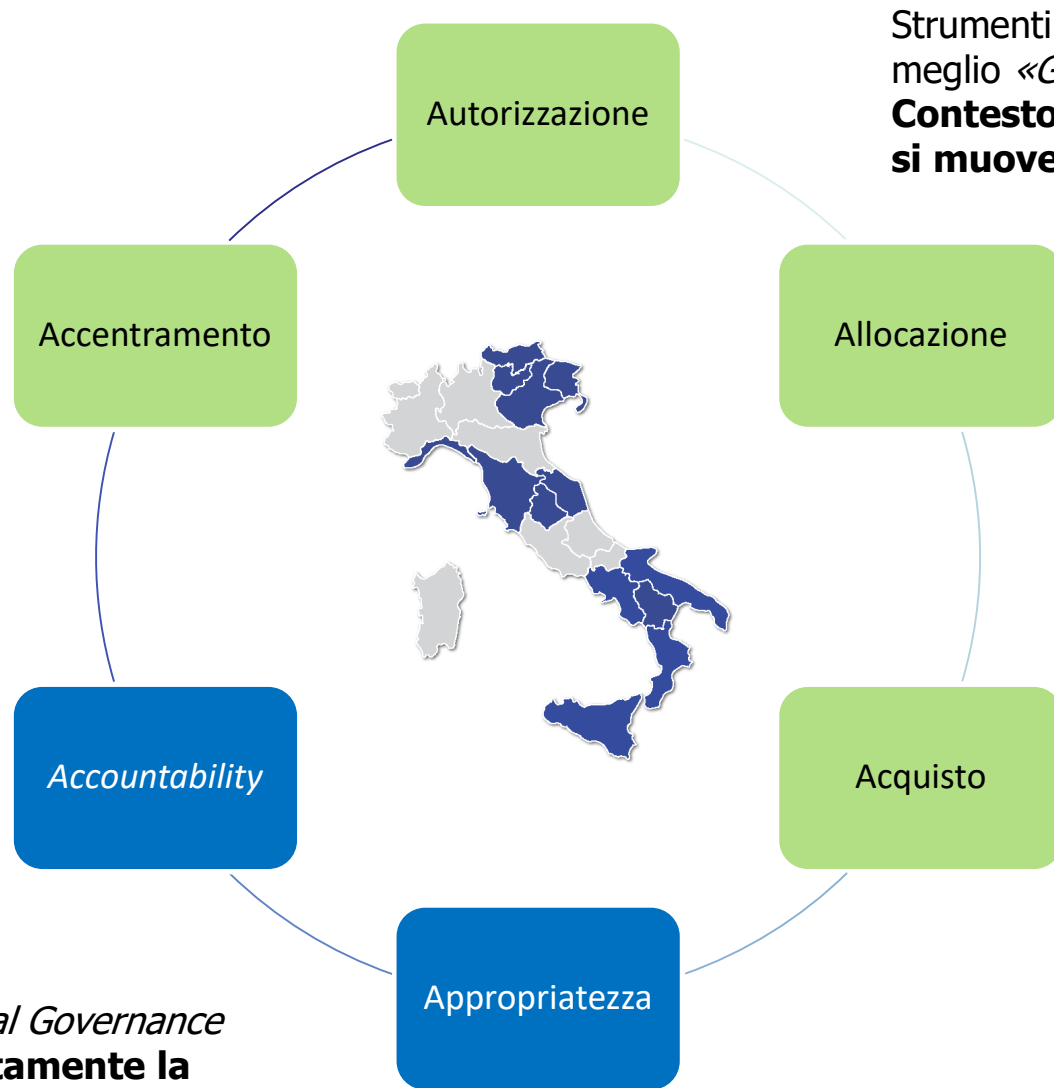 Strumenti
meglio «G
Contesto
si muove
Autorizzazione
Accentramento
Allocazione
Accountability
Acquisto
Appropriatezza
al Governance
tamente la